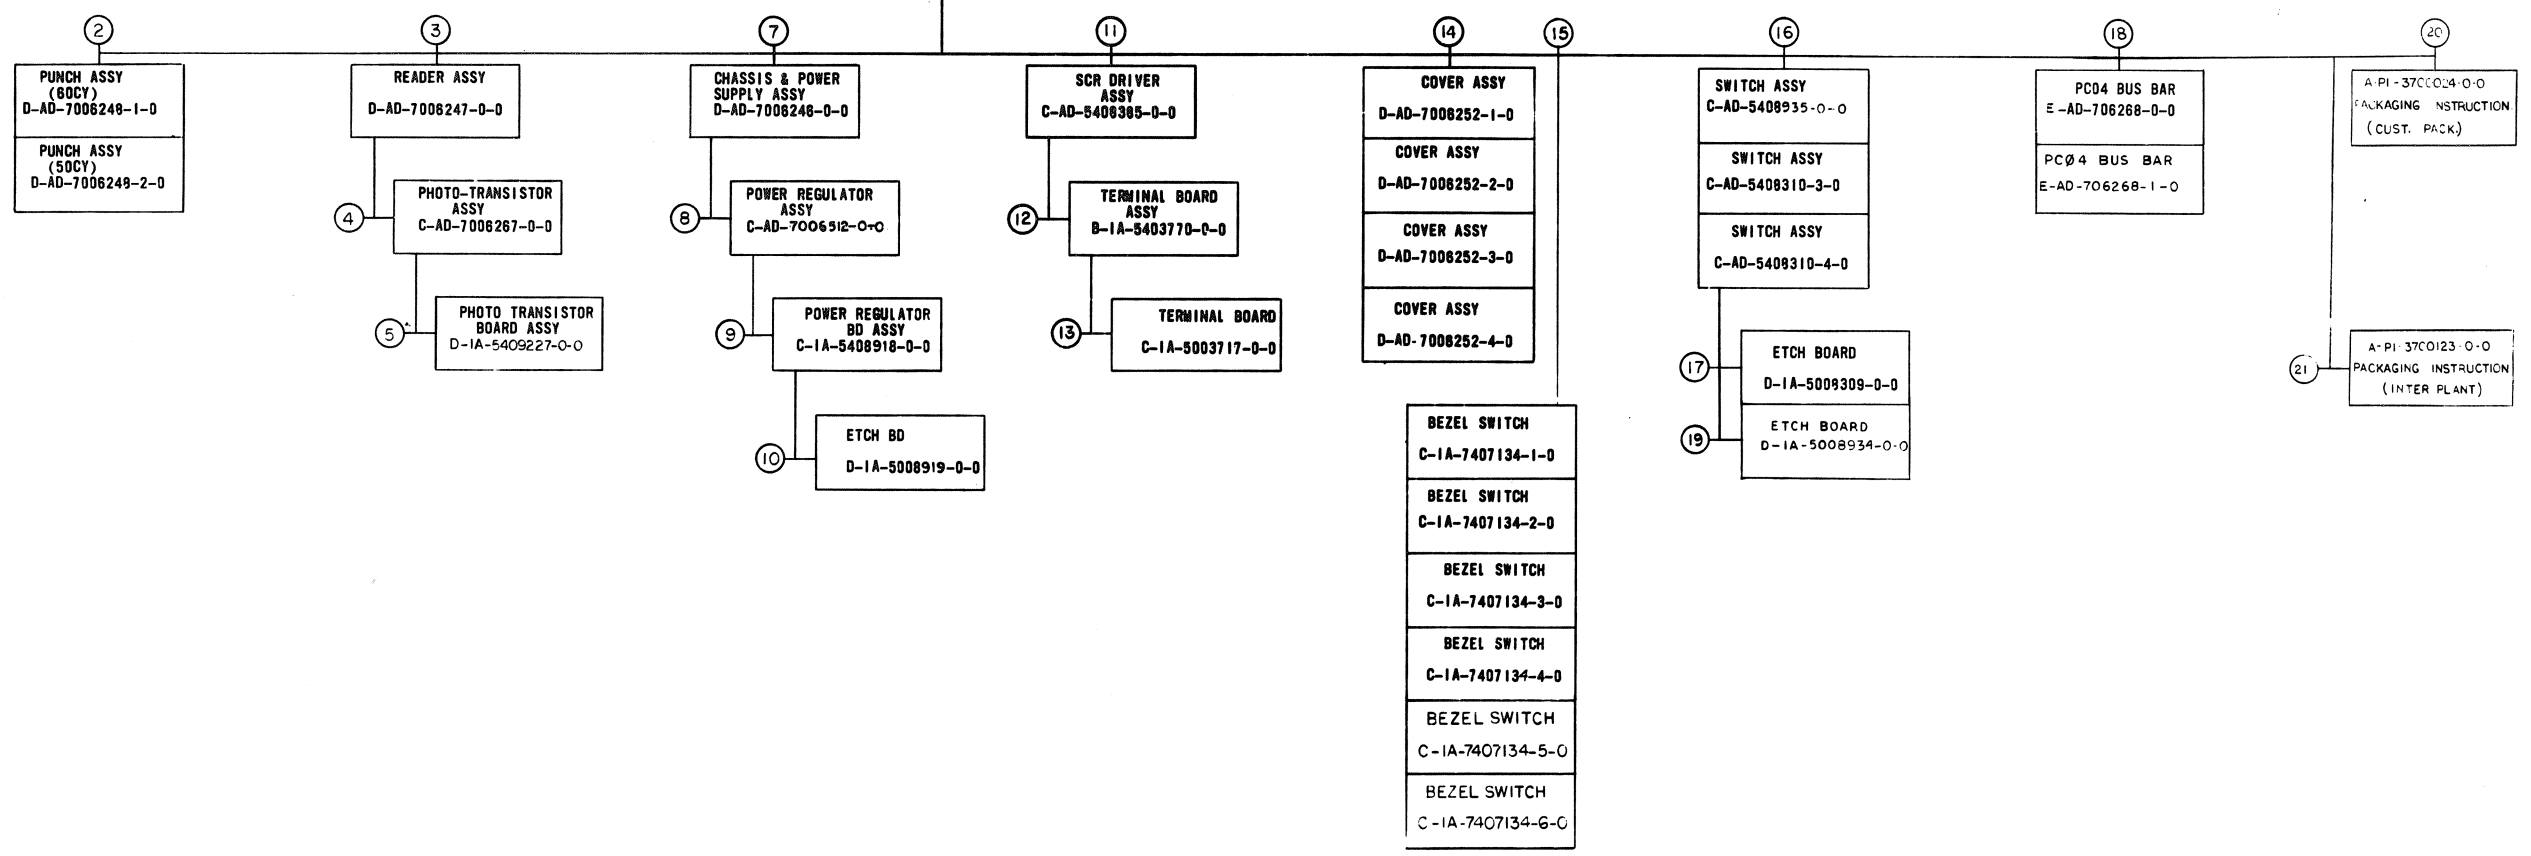 2
PUNCH ASSY
(60CY)
D-AD-7006248-1-0
PUNCH ASSY
(50CY)
D-AD-7006248-2-0
3
READER ASSY
D-AD-7006247-0-0
4
PHOTO-TRANSISTOR
ASSY
C-AD-7006267-0-0
5
PHOTO TRANSISTOR
BOARD ASSY
D-IA-5409227-0-0
7
CHASSIS & POWER
SUPPLY ASSY
D-AD-7006246-0-0
8
POWER REGULATOR
ASSY
C-AD-7006512-0-0
9
POWER REGULATOR
BD ASSY
C-IA-5408918-0-0
10
ETCH BD
D-IA-5008919-0-0
11
SCR DRIVER
ASSY
C-AD-5408385-0-0
12
TERMINAL BOARD
ASSY
B-IA-5403770-0-0
13
TERMINAL BOARD
C-IA-5003717-0-0
14
COVER ASSY
D-AD-7006252-1-0
COVER ASSY
D-AD-7006252-2-0
COVER ASSY
D-AD-7006252-3-0
COVER ASSY
D-AD-7006252-4-0
15
BEZEL SWITCH
C-IA-7407134-1-0
BEZEL SWITCH
C-IA-7407134-2-0
BEZEL SWITCH
C-IA-7407134-3-0
BEZEL SWITCH
C-IA-7407134-4-0
BEZEL SWITCH
C-IA-7407134-5-0
BEZEL SWITCH
C-IA-7407134-6-0
16
SWITCH ASSY
C-AD-5408935-0-0
SWITCH ASSY
C-AD-5408310-3-0
SWITCH ASSY
C-AD-5408310-4-0
17
ETCH BOARD
D-IA-5008309-0-0
19
ETCH BOARD
D-IA-5008934-0-0
18
PC04 BUS BAR
E-AD-706268-0-0
PCØ4 BUS BAR
E-AD-706268-1-0
20
A-PI-3700024-0-0
PACKAGING NSTRUCTION
(CUST. PACK.)
21
A-PI-3700123-0-0
PACKAGING INSTRUCTION
(INTER PLANT)